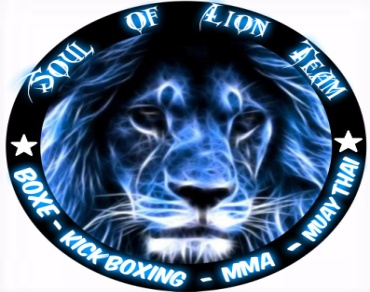 Soul of Lion Team
BOXE - KICK BOXING - MMA - MUAY THAI